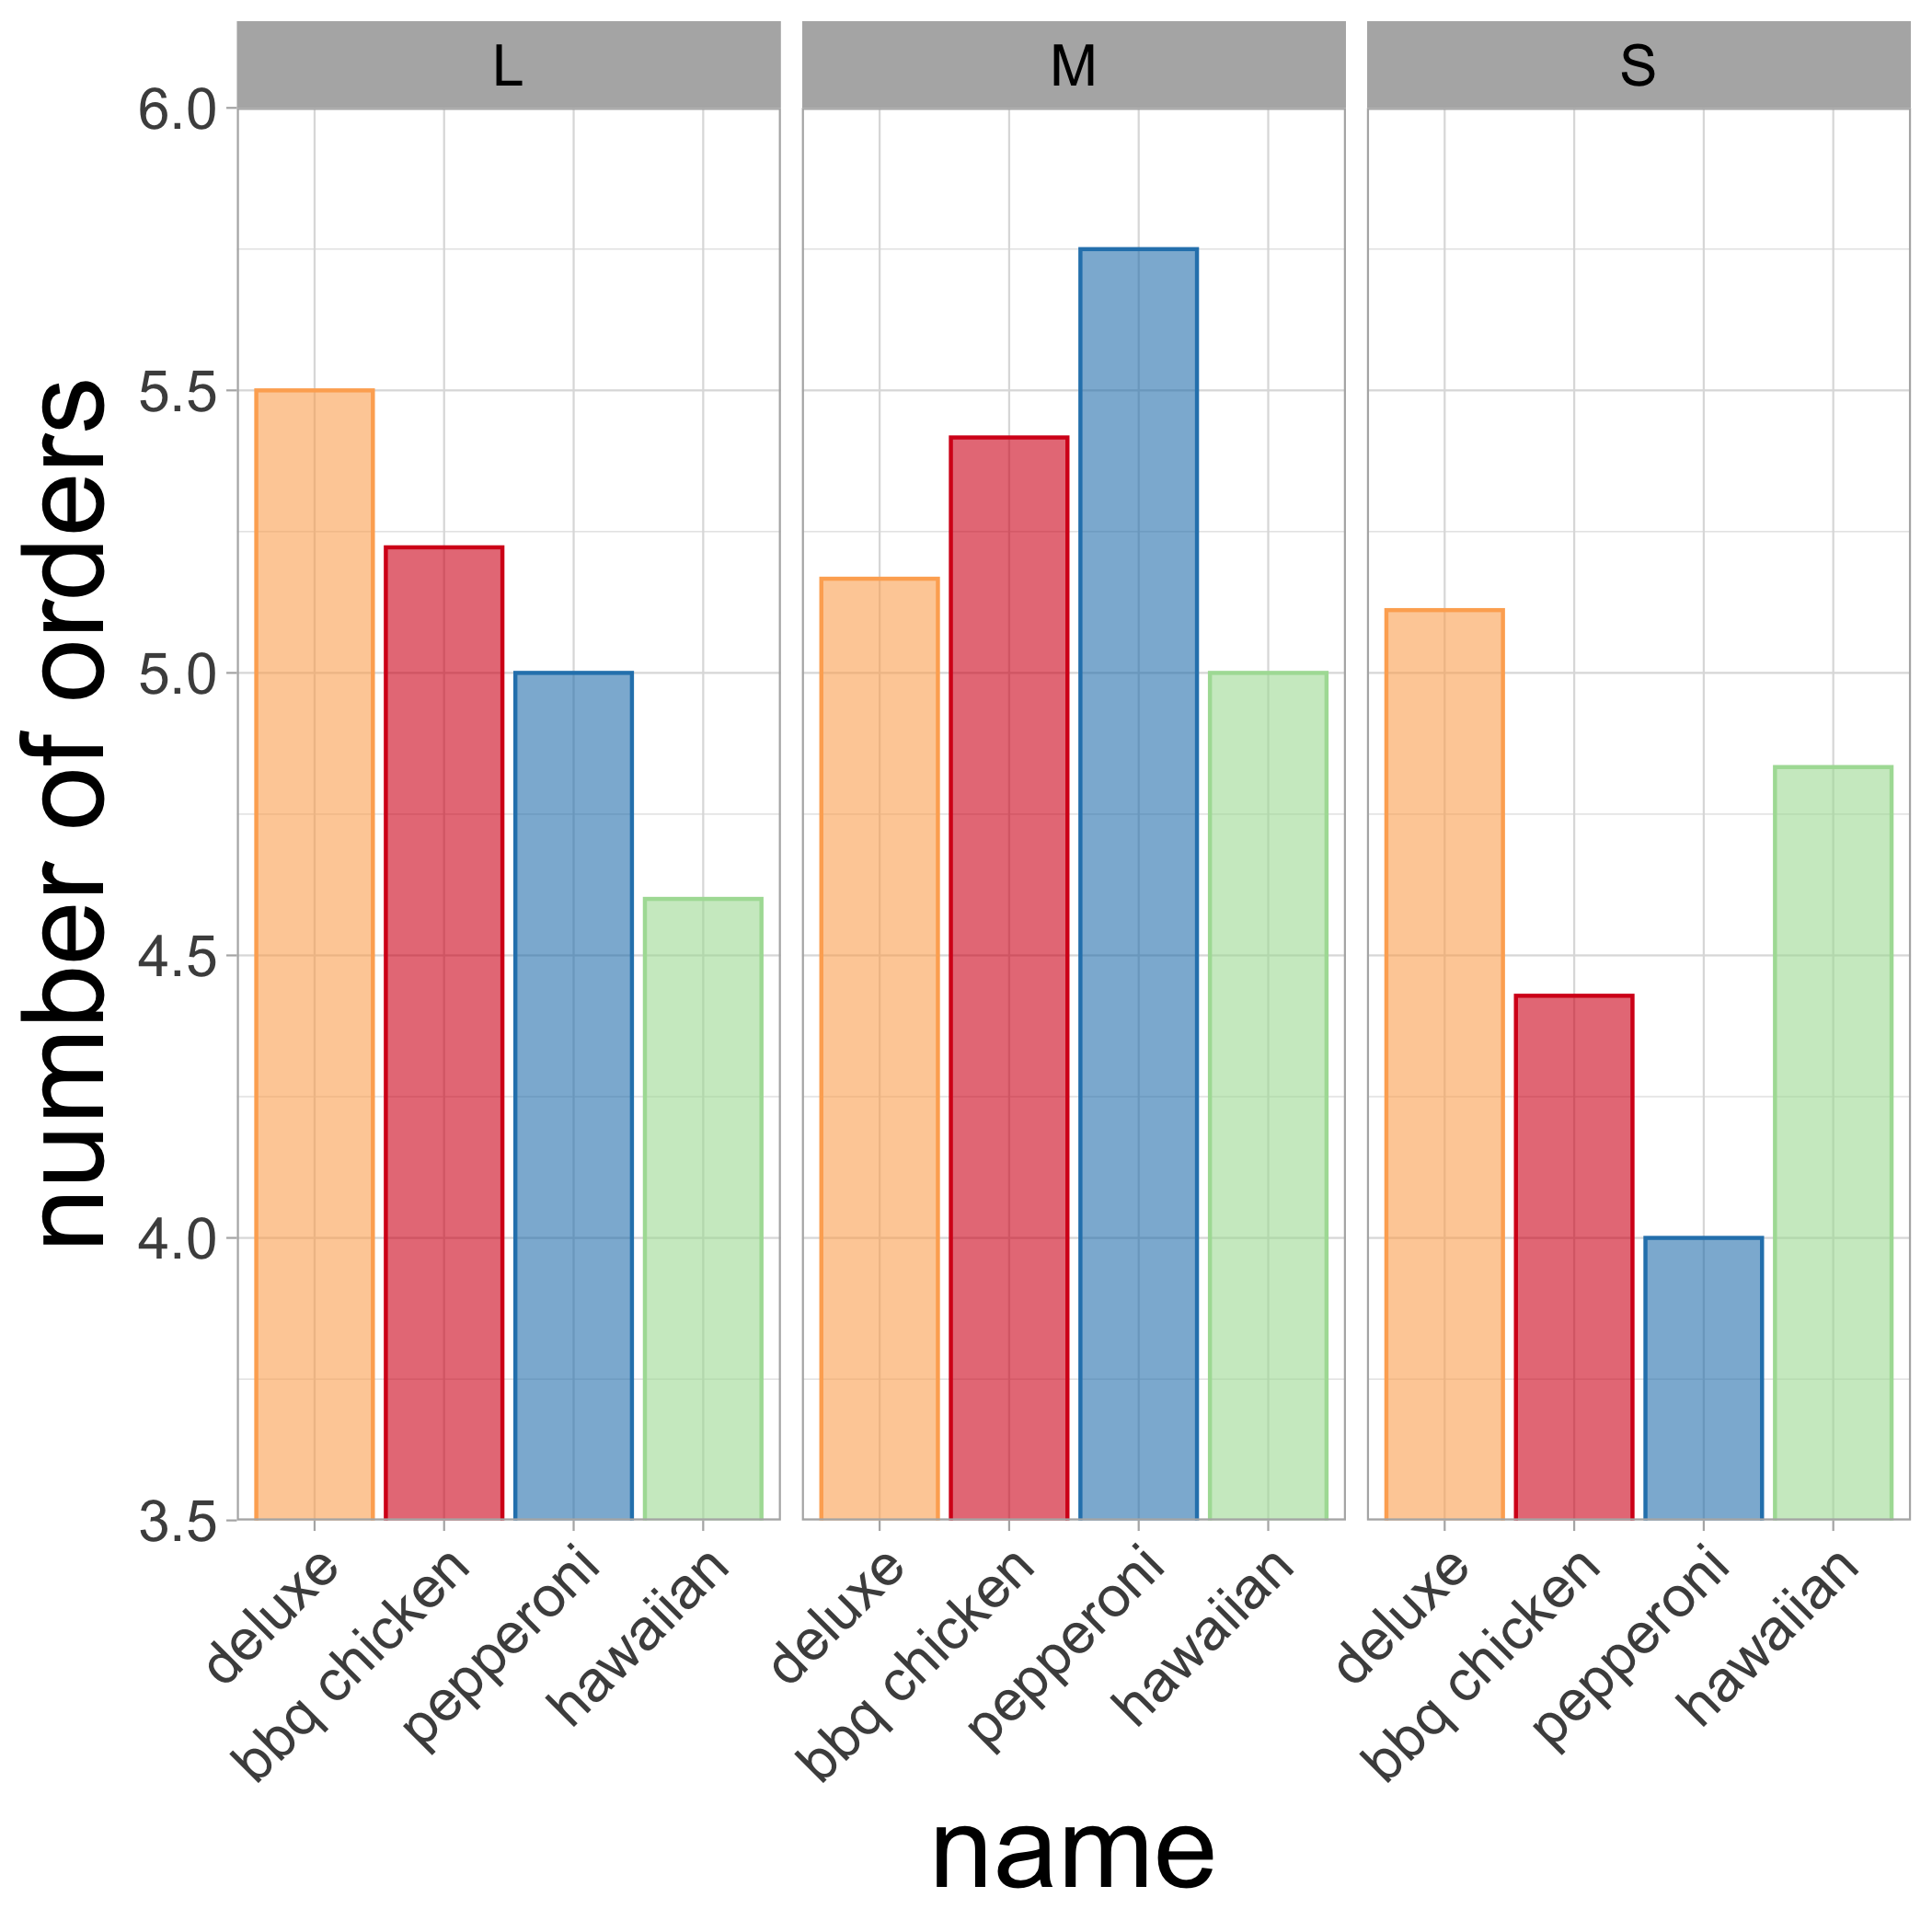 L M S
6.0
5.5
5.0
4.5
4.0
3.5
number of orders
deluxe bbq chicken pepperoni hawaiian deluxe bbq chicken pepperoni hawaiian deluxe bbq chicken pepperoni hawaiian
name